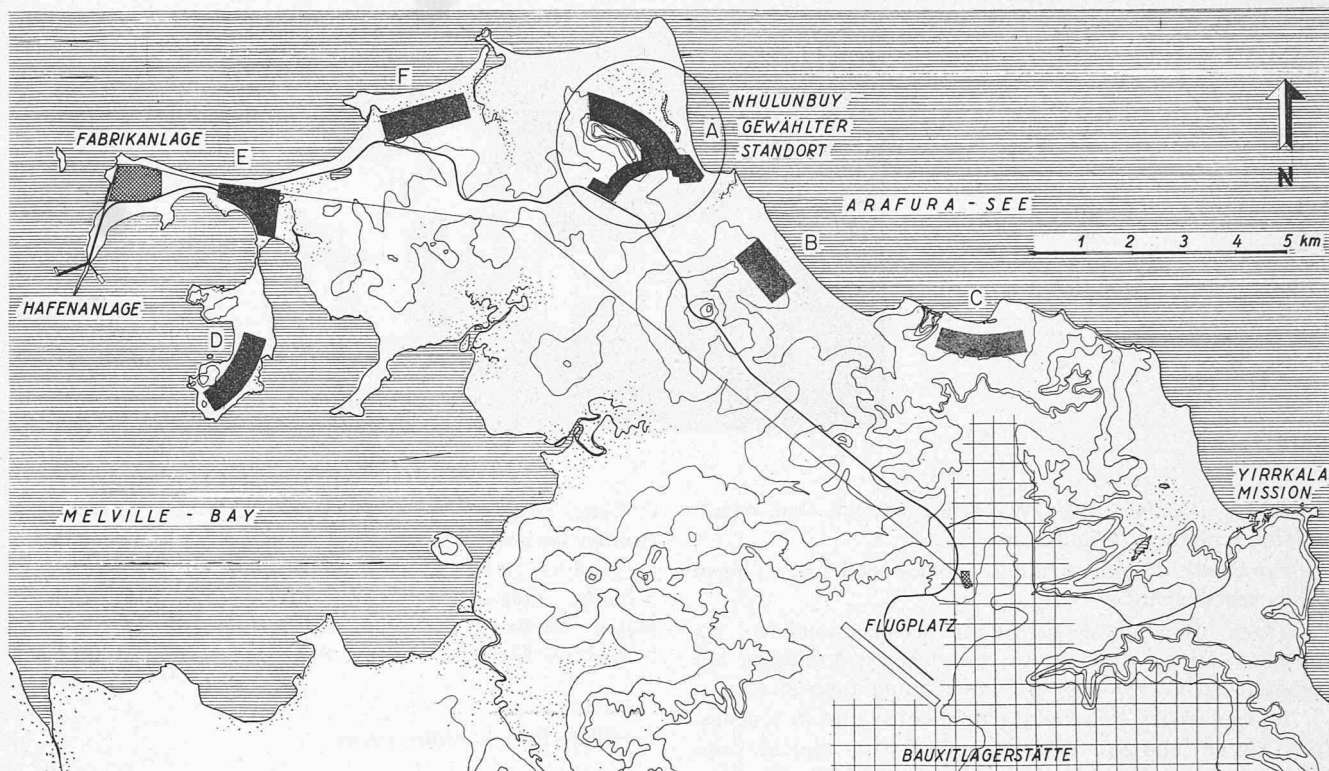 F
NHULUNBUY
GEWÄHLTER
STANDORT
A
FABRIKANLAGE
E
N
ARAFURA - SEE
B
1 2 3 4 5 km
C
HAFENANLAGE
D
YIRRKALA
MISSION
MELVILLE - BAY
FLUGPLATZ
BAUXITLAGERSTÄTTE